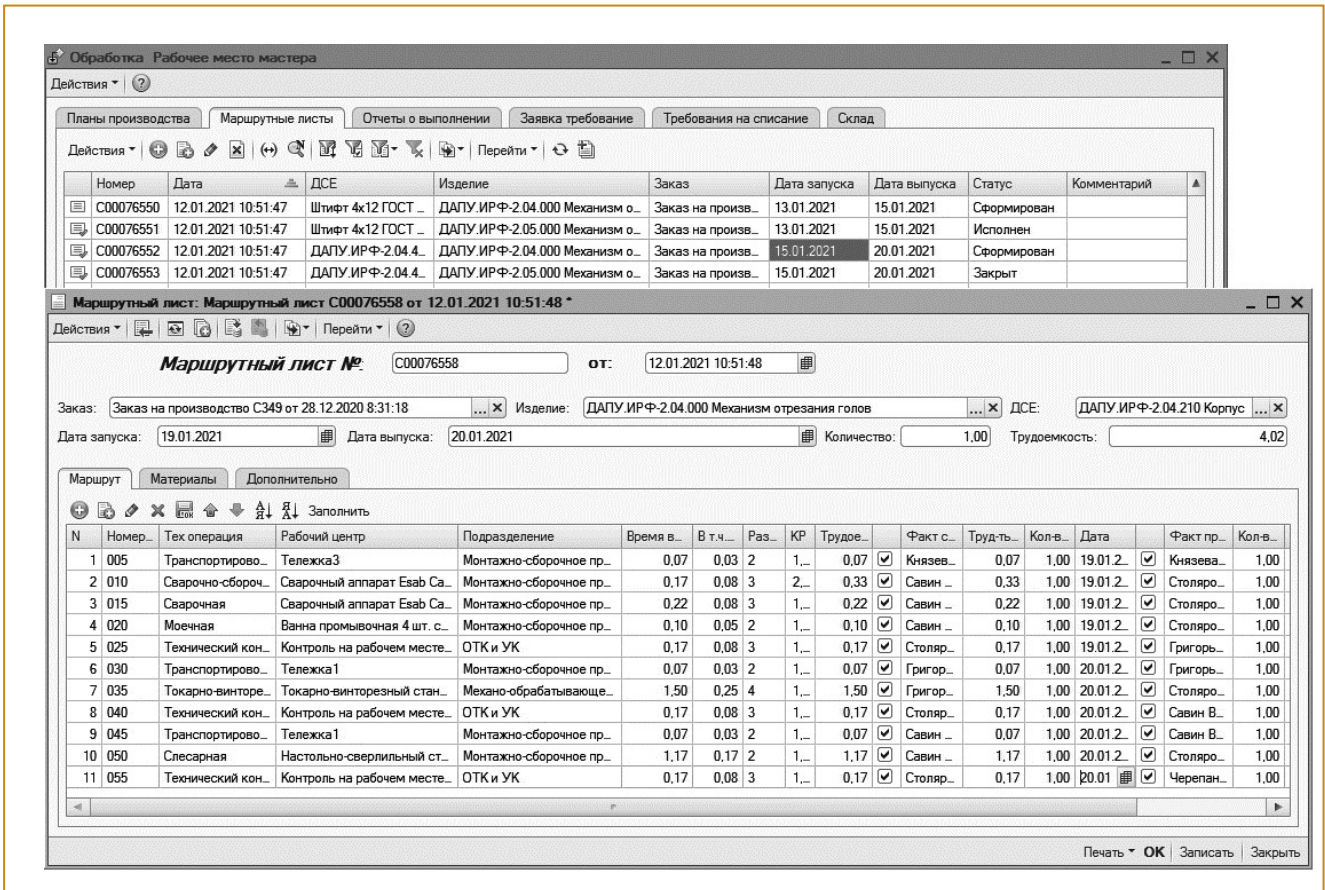 Обработка Рабочее место мастера
Действия
Планы производства Маршрутные листы Отчеты о выполнении Заявка требование Требования на списание Склад
Действия Перейти
Номер Дата ДСЕ Изделие Заказ Дата запуска Дата выпуска Статус Комментарий
С00076550 12.01.2021 10:51:47 Штифт 4х12 ГОСТ ... ДАПУ.ИРФ-2.04.000 Механизм о... Заказ на произв... 13.01.2021 15.01.2021 Сформирован
С00076551 12.01.2021 10:51:47 Штифт 4х12 ГОСТ ... ДАПУ.ИРФ-2.05.000 Механизм о... Заказ на произв... 13.01.2021 15.01.2021 Исполнен
С00076552 12.01.2021 10:51:47 ДАПУ.ИРФ-2.04.4... ДАПУ.ИРФ-2.04.000 Механизм о... Заказ на произв... 15.01.2021 20.01.2021 Сформирован
С00076553 12.01.2021 10:51:47 ДАПУ.ИРФ-2.04.4... ДАПУ.ИРФ-2.05.000 Механизм о... Заказ на произв... 15.01.2021 20.01.2021 Закрыт
Маршрутный лист: Маршрутный лист С00076558 от 12.01.2021 10:51:48 *
Действия Перейти
Маршрутный лист №: С00076558 от: 12.01.2021 10:51:48
Заказ: Заказ на производство С349 от 28.12.2020 8:31:18 ... Изделие: ДАПУ.ИРФ-2.04.000 Механизм отрезания голов ... ДСЕ: ДАПУ.ИРФ-2.04.210 Корпус ...
Дата запуска: 19.01.2021 Дата выпуска: 20.01.2021 Количество: 1,00 Трудоемкость: 4,02
Маршрут Материалы Дополнительно
Заполнить
N Номер... Тех операция Рабочий центр Подразделение Время в... В т.ч.... Раз... КР Трудое... Факт с... Труд-ть... Кол-в... Дата Факт пр... Кол-в...
1 005 Транспортирово... Тележка3 Монтажно-сборочное пр... 0,07 0,03 2 1,... 0,07 Князев... 0,07 1,00 19.01.2... Князева... 1,00
2 010 Сварочно-сбороч... Сварочный аппарат Esab Ca... Монтажно-сборочное пр... 0,17 0,08 3 2,... 0,33 Савин ... 0,33 1,00 19.01.2... Столяро... 1,00
3 015 Сварочная Сварочный аппарат Esab Ca... Монтажно-сборочное пр... 0,22 0,08 3 1,... 0,22 Савин ... 0,22 1,00 19.01.2... Столяро... 1,00
4 020 Моечная Ванна промывочная 4 шт. с... Монтажно-сборочное пр... 0,10 0,05 2 1,... 0,10 Савин ... 0,10 1,00 19.01.2... Столяро... 1,00
5 025 Технический кон... Контроль на рабочем месте... ОТК и УК 0,17 0,08 3 1,... 0,17 Столяр... 0,17 1,00 19.01.2... Григорь... 1,00
6 030 Транспортирово... Тележка1 Монтажно-сборочное пр... 0,07 0,03 2 1,... 0,07 Григор... 0,07 1,00 20.01.2... Григорь... 1,00
7 035 Токарно-винторе... Токарно-винторезный стан... Механо-обрабатывающе... 1,50 0,25 4 1,... 1,50 Григор... 1,50 1,00 20.01.2... Столяро... 1,00
8 040 Технический кон... Контроль на рабочем месте... ОТК и УК 0,17 0,08 3 1,... 0,17 Столяр... 0,17 1,00 20.01.2... Савин В... 1,00
9 045 Транспортирово... Тележка1 Монтажно-сборочное пр... 0,07 0,03 2 1,... 0,07 Савин ... 0,07 1,00 20.01.2... Савин В... 1,00
10 050 Слесарная Настольно-сверлильный ст... Монтажно-сборочное пр... 1,17 0,17 2 1,... 1,17 Савин ... 1,17 1,00 20.01.2... Столяро... 1,00
11 055 Технический кон... Контроль на рабочем месте... ОТК и УК 0,17 0,08 3 1,... 0,17 Столяр... 0,17 1,00 20.01 Черепан... 1,00
Печать ОК Записать Закрыть